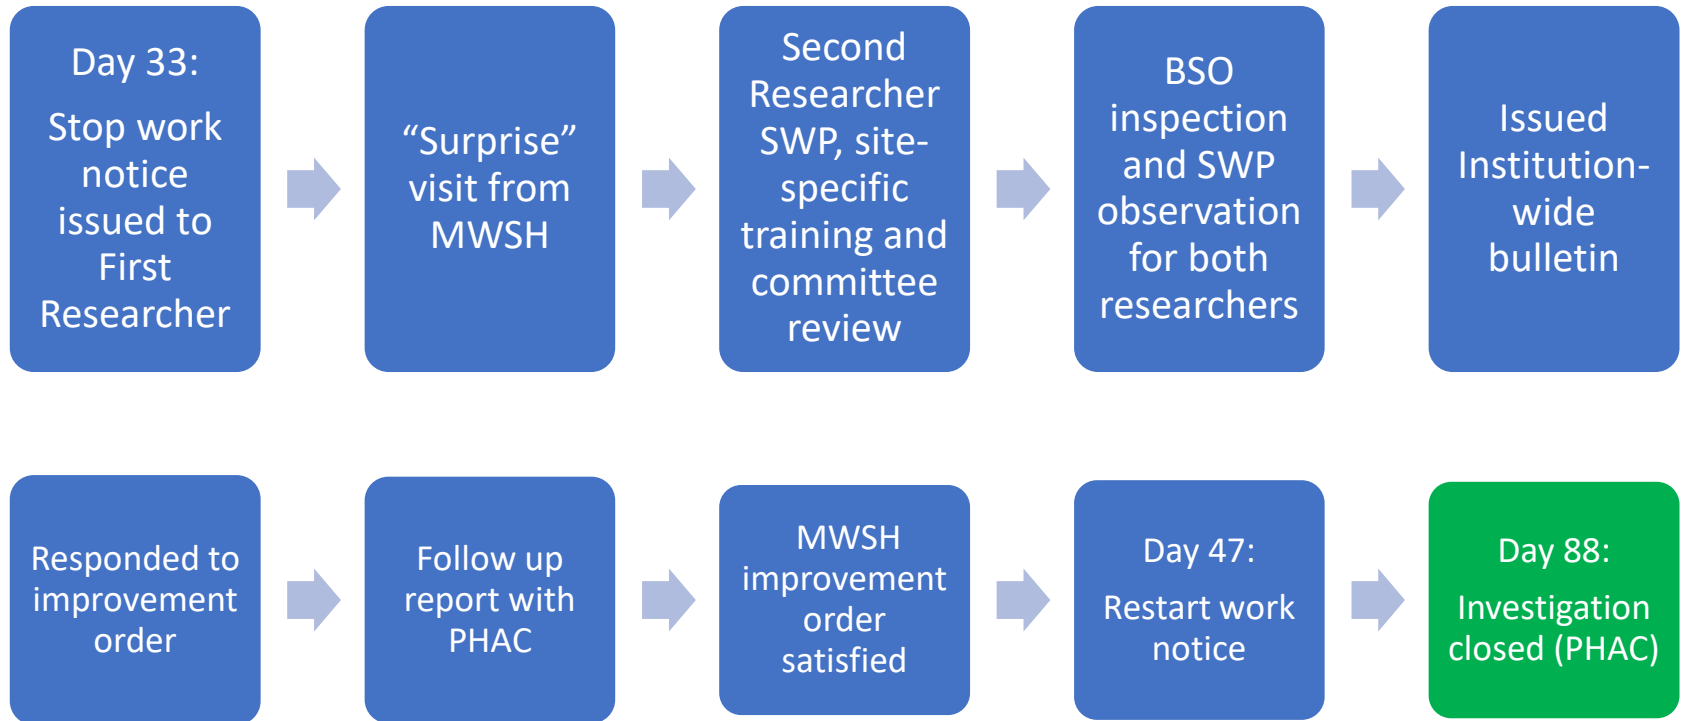 Day 33:
Stop work
notice
issued to
First
Researcher
“Surprise”
visit from
MWSH
Second
Researcher
SWP, site-
specific
training and
committee
review
BSO
inspection
and SWP
observation
for both
researchers
Issued
Institution-
wide
bulletin
Responded to
improvement
order
Follow up
report with
PHAC
MWSH
improvement
order
satisfied
Day 47:
Restart work
notice
Day 88:
Investigation
closed (PHAC)